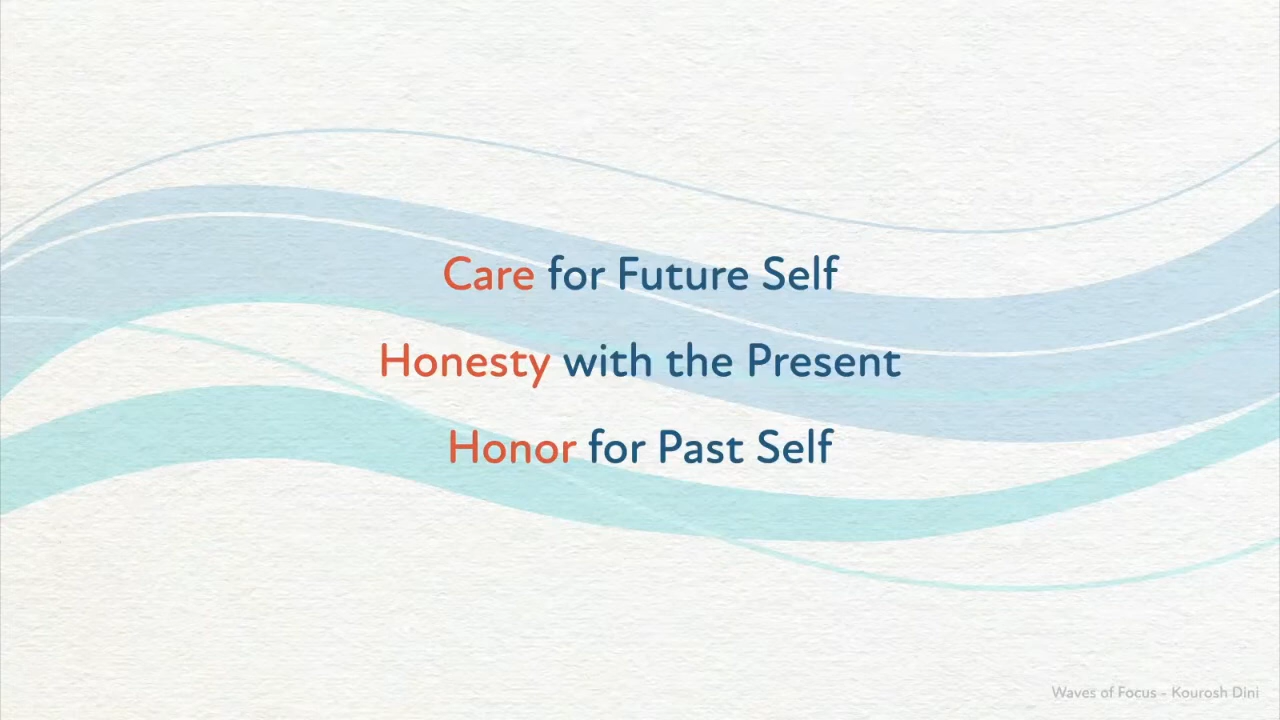 Care for Future Self
Honesty with the Present
Honor for Past Self
Waves of Focus - Kourosh Dini